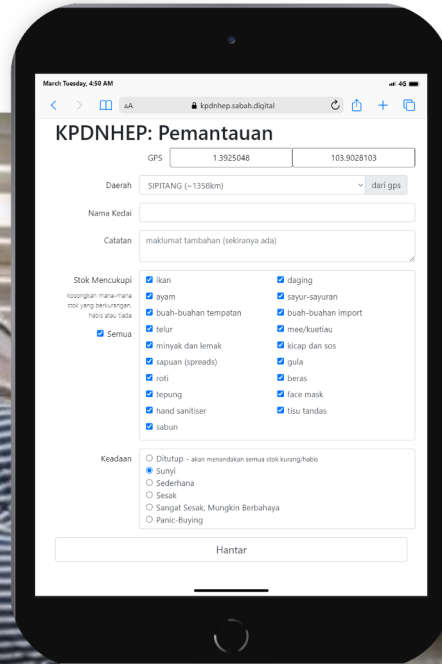 March Tuesday, 4:50 AM
4G
AA kpdnhep.sabah.digital
KPDNHEP: Pemantauan
GPS 1.3925048 103.9028103
Daerah SIPITANG (~1358km) dari gps
Nama Kedai
Catatan maklumat tambahan (sekiranya ada)
Stok Mencukupi
kosongkan mana-mana
stok yang berkurangan,
habis atau tiada
Semua
ikan daging
ayam sayur-sayuran
buah-buahan tempatan buah-buahan import
telur mee/kuetiau
minyak dan lemak kicap dan sos
sapuan (spreads) gula
roti beras
tepung face mask
hand sanitiser tisu tandas
sabun
Keadaan
Ditutup - akan menandakan semua stok kurang/habis
Sunyi
Sederhana
Sesak
Sangat Sesak, Mungkin Berbahaya
Panic-Buying
Hantar